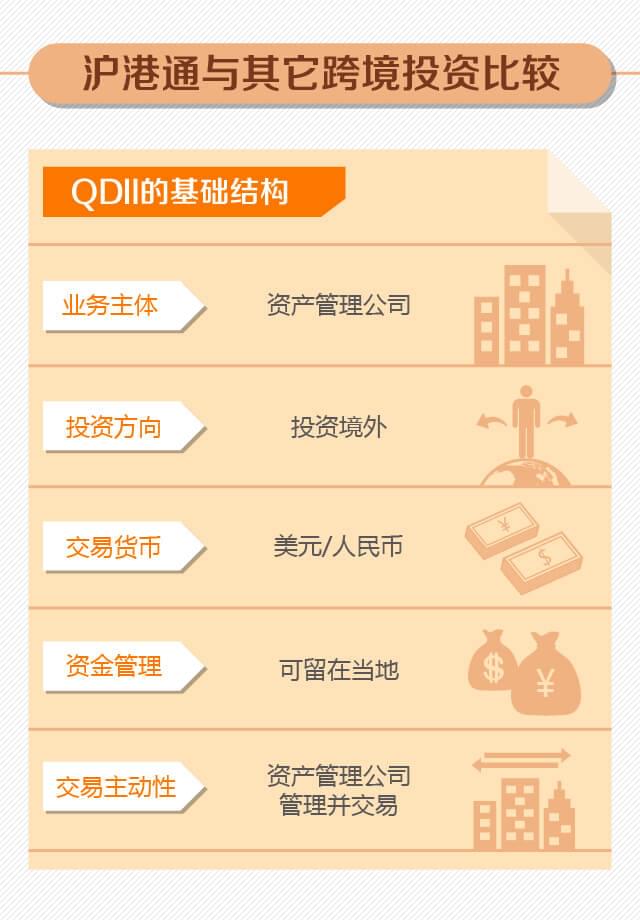 沪港通与其它跨境投资比较
QDII的基础结构
业务主体
资产管理公司
投资方向
投资境外
交易货币
美元/人民币
¥
$
资金管理
可留在当地
$
¥
交易主动性
资产管理公司
管理并交易